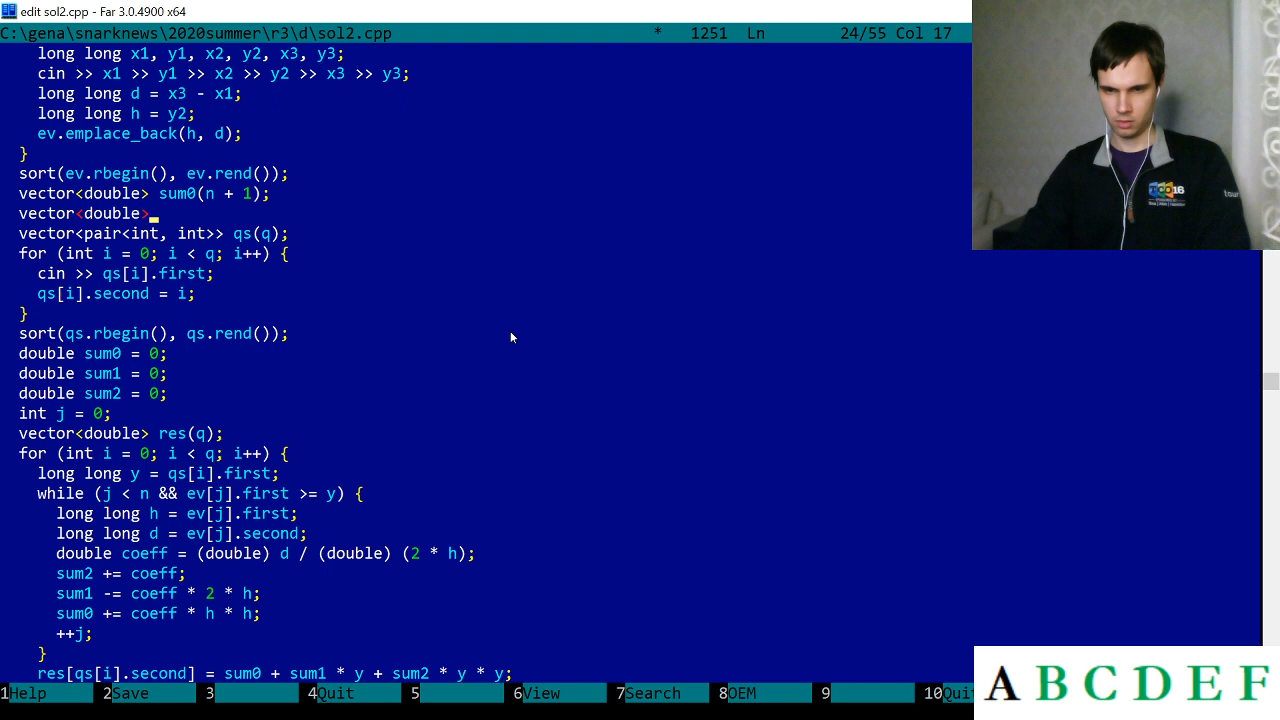 edit sol2.cpp - Far 3.0.4900 x64
C:\gena\snarknews\2020summer\r3\d\sol2.cpp * 1251 Ln 24/55 Col 17
long long x1, y1, x2, y2, x3, y3;
cin >> x1 >> y1 >> x2 >> y2 >> x3 >> y3;
long long d = x3 - x1;
long long h = y2;
ev.emplace_back(h, d);
}
sort(ev.rbegin(), ev.rend());
vector<double> sum0(n + 1);
vector<double>
vector<pair<int, int>> qs(q);
for (int i = 0; i < q; i++) {
cin >> qs[i].first;
qs[i].second = i;
}
sort(qs.rbegin(), qs.rend());
double sum0 = 0;
double sum1 = 0;
double sum2 = 0;
int j = 0;
vector<double> res(q);
for (int i = 0; i < q; i++) {
long long y = qs[i].first;
while (j < n && ev[j].first >= y) {
long long h = ev[j].first;
long long d = ev[j].second;
double coeff = (double) d / (double) (2 * h);
sum2 += coeff;
sum1 -= coeff * 2 * h;
sum0 += coeff * h * h;
++j;
}
res[qs[i].second] = sum0 + sum1 * y + sum2 * y * y;
1Help 2Save 3 4Quit 5 6View 7Search 8OEM 9 10Qui
A B C D E F